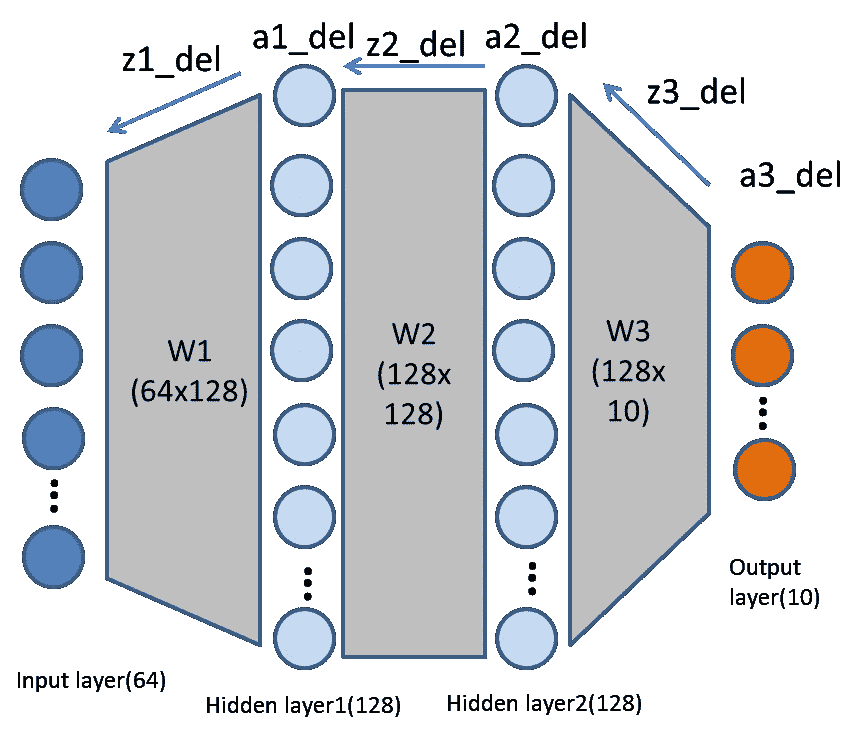 z1_del
a1_del
z2_del
a2_del
z3_del
a3_del
W1
(64x128)
W2
(128x
128)
W3
(128x
10)
Input layer(64)
Hidden layer1(128)
Hidden layer2(128)
Output
layer(10)